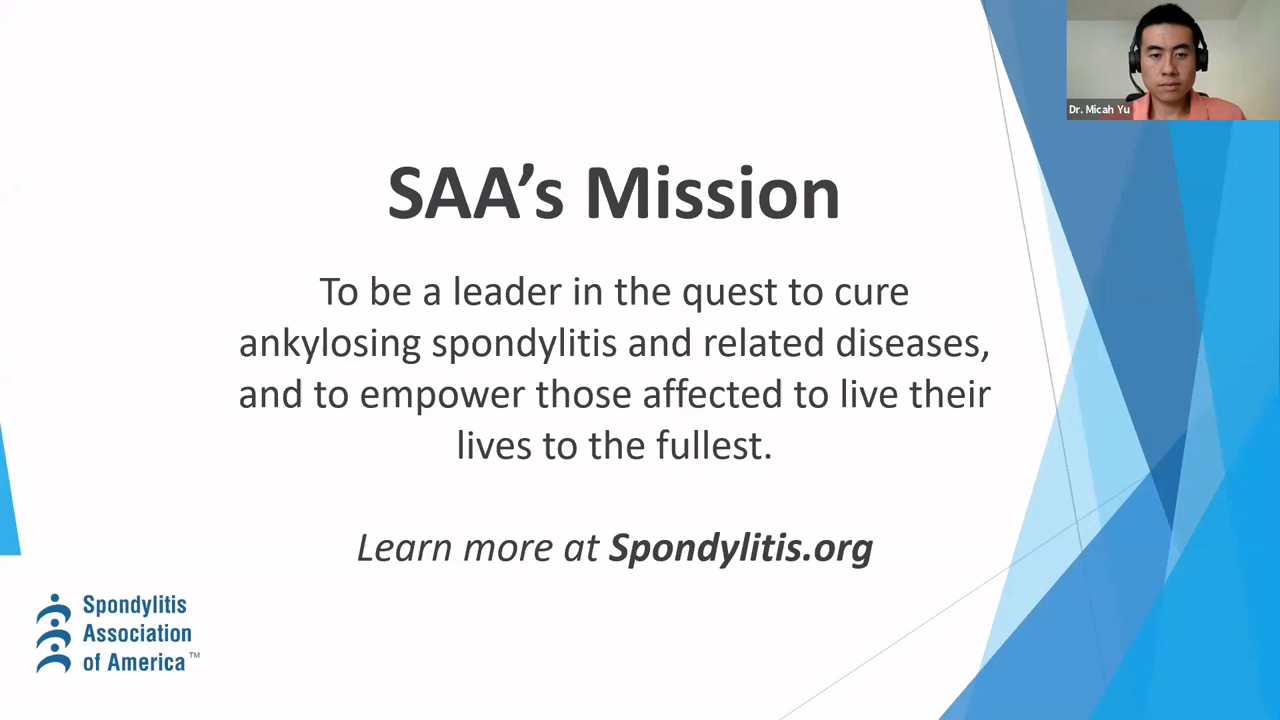 Dr. Micah Yu
SAA’s Mission
To be a leader in the quest to cure
ankylosing spondylitis and related diseases,
and to empower those affected to live their
lives to the fullest.
Learn more at Spondylitis.org
Spondylitis
Association
of America™